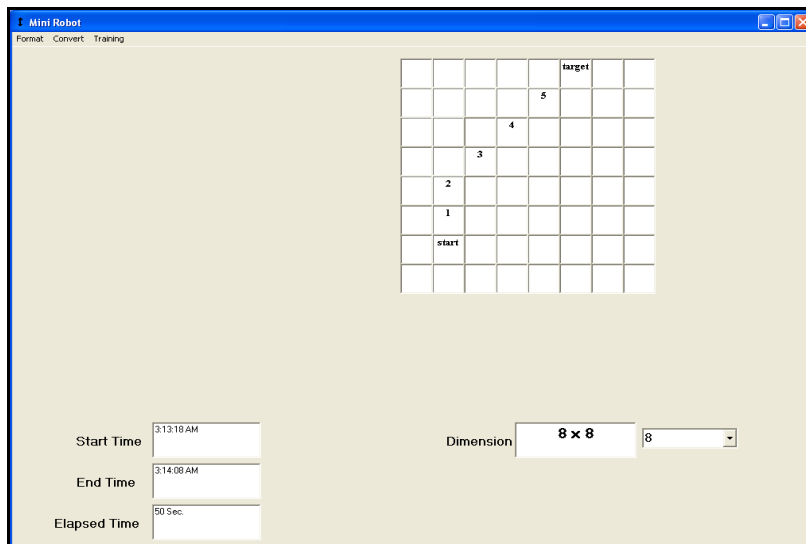 Mini Robot
Format Convert Training
target
5
4
3
2
1
start
Start Time 3:13:18 AM
End Time 3:14:08 AM
Elapsed Time 50 Sec.
Dimension 8 x 8 8